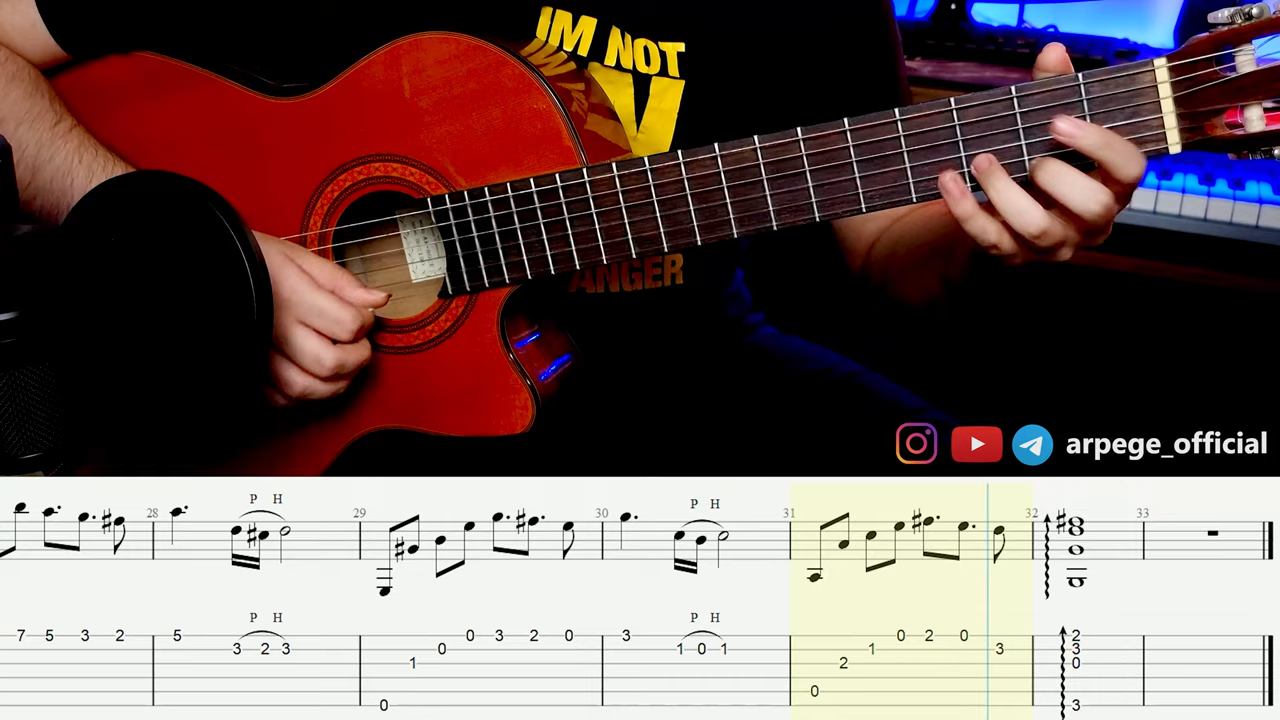 IM NOT
ANGER
arpege_official
P H P H
28 29 30 31 32 33
P H P H
7 5 3 2 5 0 3 2 0 3 0 2 0 2
3 2 3 0 1 0 1 1 3 3
1 2 0
0
0 3